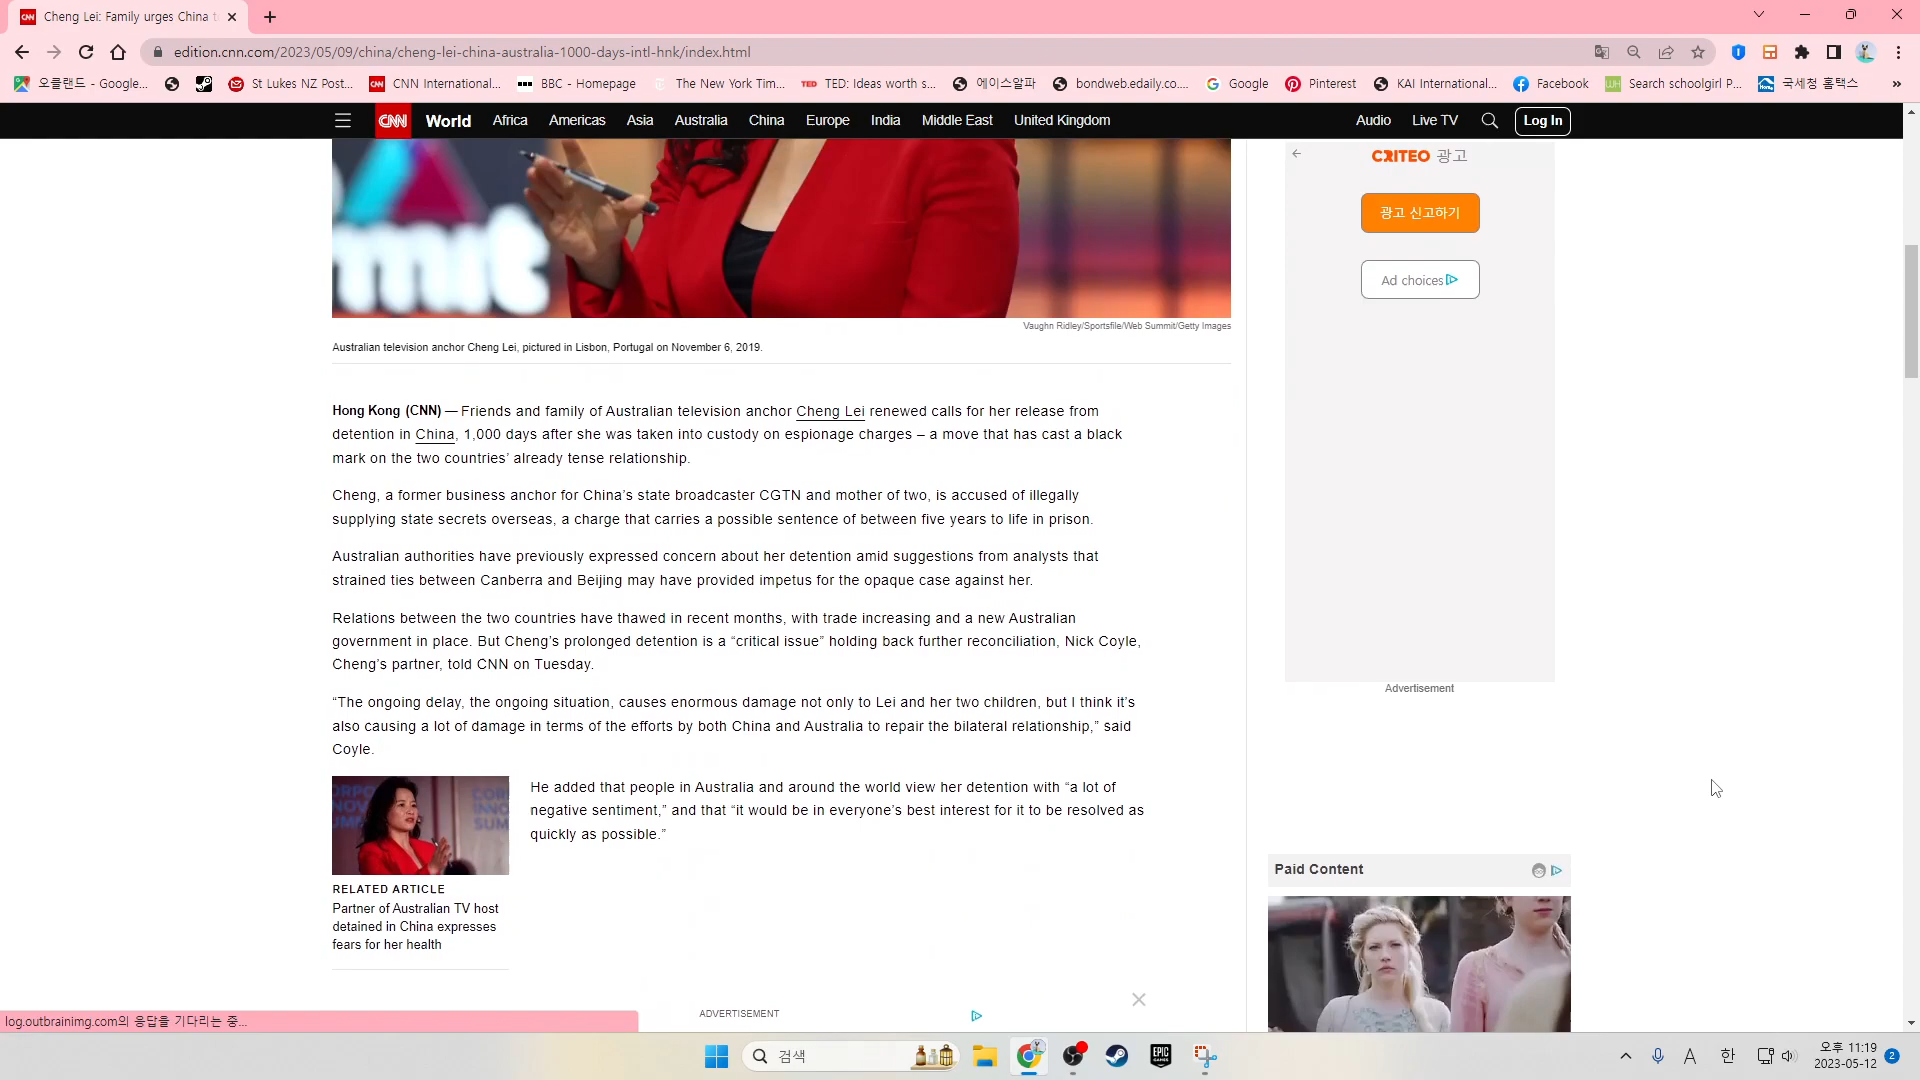 Cheng Lei: Family urges China t
edition.cnn.com/2023/05/09/china/cheng-lei-china-australia-1000-days-intl-hnk/index.html
오클랜드 - Google...
St Lukes NZ Post...
CNN International...
BBC - Homepage
The New York Tim...
TED: Ideas worth s...
에이스알파
bondweb.edaily.co....
Google
Pinterest
KAI International...
Facebook
Search schoolgirl P...
국세청 홈택스
CNN World Africa Americas Asia Australia China Europe India Middle East United Kingdom Audio Live TV Log In
CRITEO 광고
광고 신고하기
Ad choices
Vaughn Ridley/Sportsfile/Web Summit/Getty Images
Australian television anchor Cheng Lei, pictured in Lisbon, Portugal on November 6, 2019.
Hong Kong (CNN) — Friends and family of Australian television anchor Cheng Lei renewed calls for her release from
detention in China, 1,000 days after she was taken into custody on espionage charges – a move that has cast a black
mark on the two countries’ already tense relationship.
Cheng, a former business anchor for China’s state broadcaster CGTN and mother of two, is accused of illegally
supplying state secrets overseas, a charge that carries a possible sentence of between five years to life in prison.
Australian authorities have previously expressed concern about her detention amid suggestions from analysts that
strained ties between Canberra and Beijing may have provided impetus for the opaque case against her.
Relations between the two countries have thawed in recent months, with trade increasing and a new Australian
government in place. But Cheng’s prolonged detention is a “critical issue” holding back further reconciliation, Nick Coyle,
Cheng’s partner, told CNN on Tuesday.
“The ongoing delay, the ongoing situation, causes enormous damage not only to Lei and her two children, but I think it’s
also causing a lot of damage in terms of the efforts by both China and Australia to repair the bilateral relationship,” said
Coyle.
He added that people in Australia and around the world view her detention with “a lot of
negative sentiment,” and that “it would be in everyone’s best interest for it to be resolved as
quickly as possible.”
RELATED ARTICLE
Partner of Australian TV host
detained in China expresses
fears for her health
Advertisement
Paid Content
ADVERTISEMENT
log.outbrainimg.com의 응답을 기다리는 중...
검색
EPIC GAMES
A
한
오후 11:19
2023-05-12
2